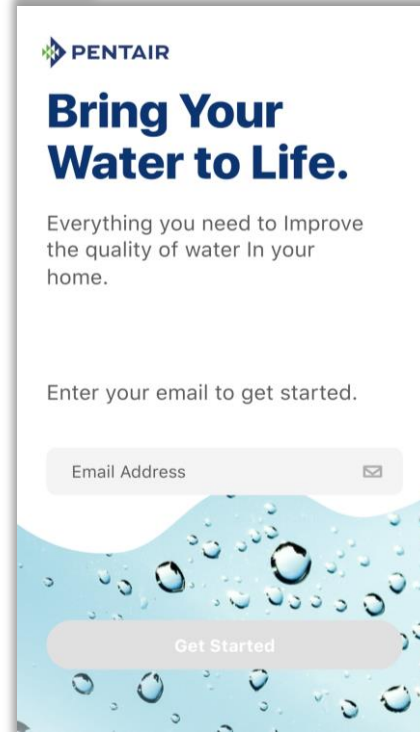 PENTAIR
Bring Your
Water to Life.
Everything you need to Improve
the quality of water In your
home.
Enter your email to get started.
Email Address
Get Started